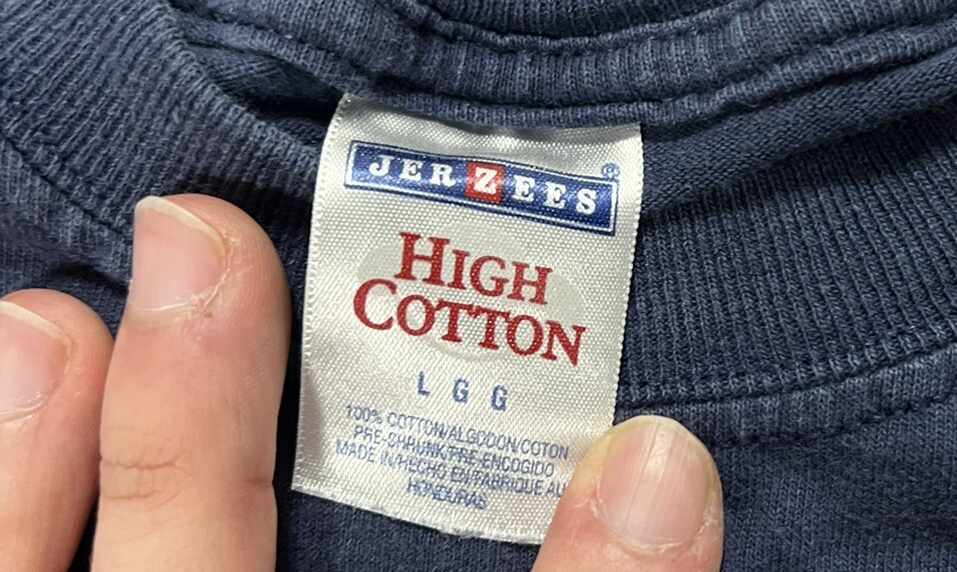 JERZEES®
HIGH
COTTON
L G G
100% COTTON/ALGODON/COTON
PRE-SHRUNK/PRE-ENCOGIDO
MADE IN/HECHO EN/FABRIQUE AU
HONDURAS